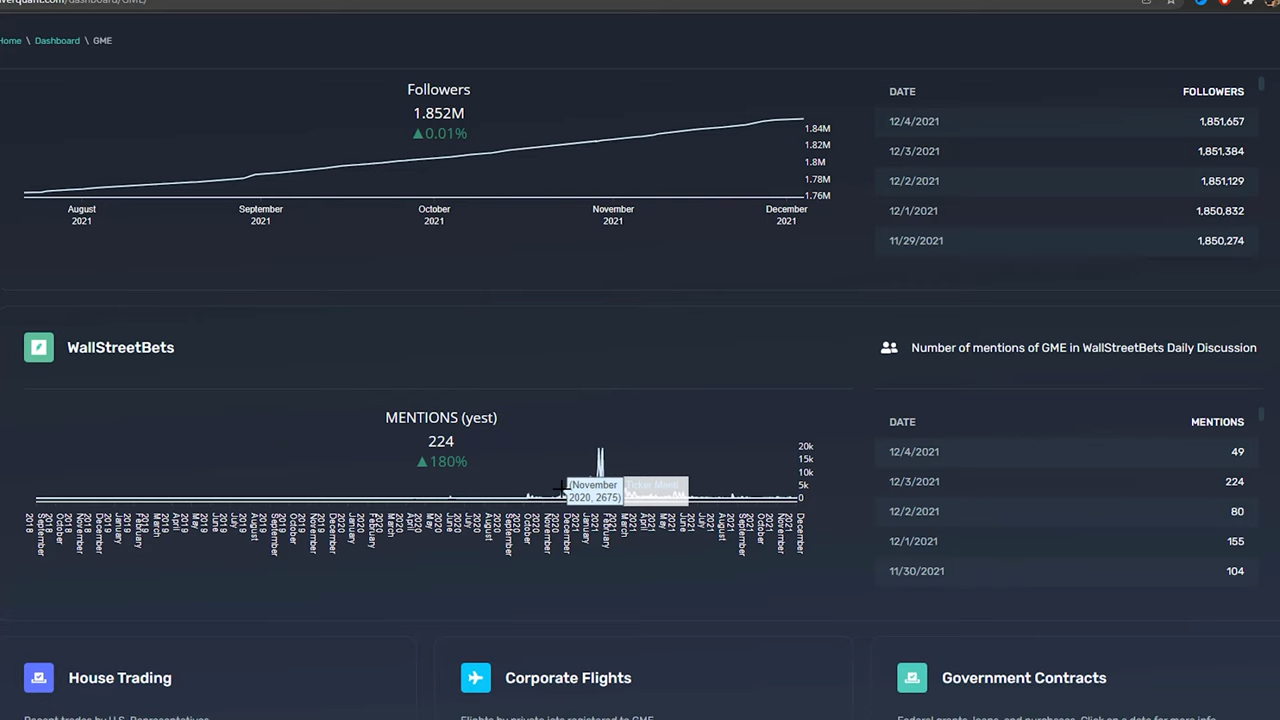 Home \ Dashboard \ GME
Followers
1.852M
▲0.01%
1.84M
1.82M
1.8M
1.78M
1.76M
August
2021
September
2021
October
2021
November
2021
December
2021
DATE FOLLOWERS
12/4/2021 1,851,657
12/3/2021 1,851,384
12/2/2021 1,851,129
12/1/2021 1,850,832
11/29/2021 1,850,274
WallStreetBets
Number of mentions of GME in WallStreetBets Daily Discussion
MENTIONS (yest)
224
▲180%
20k
15k
10k
5k
0
(November
2020, 2675)
DATE MENTIONS
12/4/2021 49
12/3/2021 224
12/2/2021 80
12/1/2021 155
11/30/2021 104
House Trading
Corporate Flights
Government Contracts